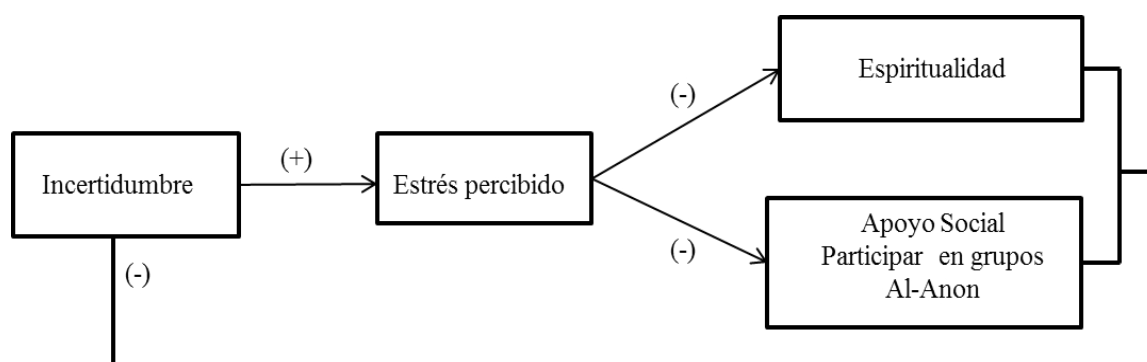 Espiritualidad
(-)
(+)
Incertidumbre
Estrés percibido
Apoyo Social
Participar en grupos
Al-Anon
(-)
(-)